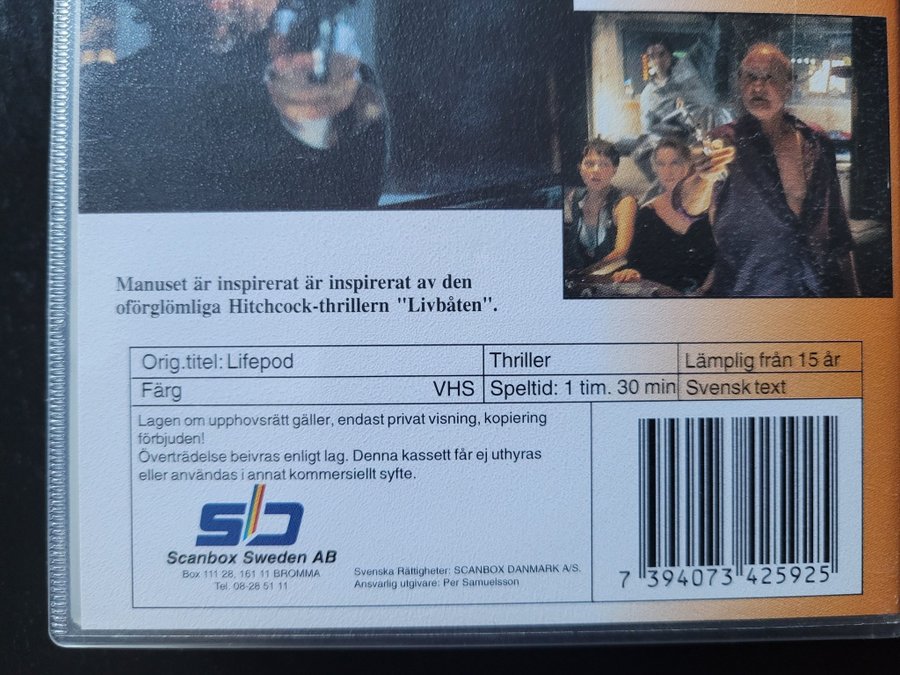 Manuset är inspirerat är inspirerat av den
oförglömliga Hitchcock-thrillern "Livbåten".
Orig.titel: Lifepod
Thriller
Lämplig från 15 år
Färg
VHS
Speltid: 1 tim. 30 min
Svensk text
Lagen om upphovsrätt gäller, endast privat visning, kopiering
förbjuden!
Överträdelse beivras enligt lag. Denna kassett får ej uthyras
eller användas i annat kommersiellt syfte.
SD
Scanbox Sweden AB
Box 111 28, 161 11 BROMMA
Tel. 08-28 51 11
Svenska Rättigheter: SCANBOX DANMARK A/S.
Ansvarlig utgivare: Per Samuelsson
7 394073 425925